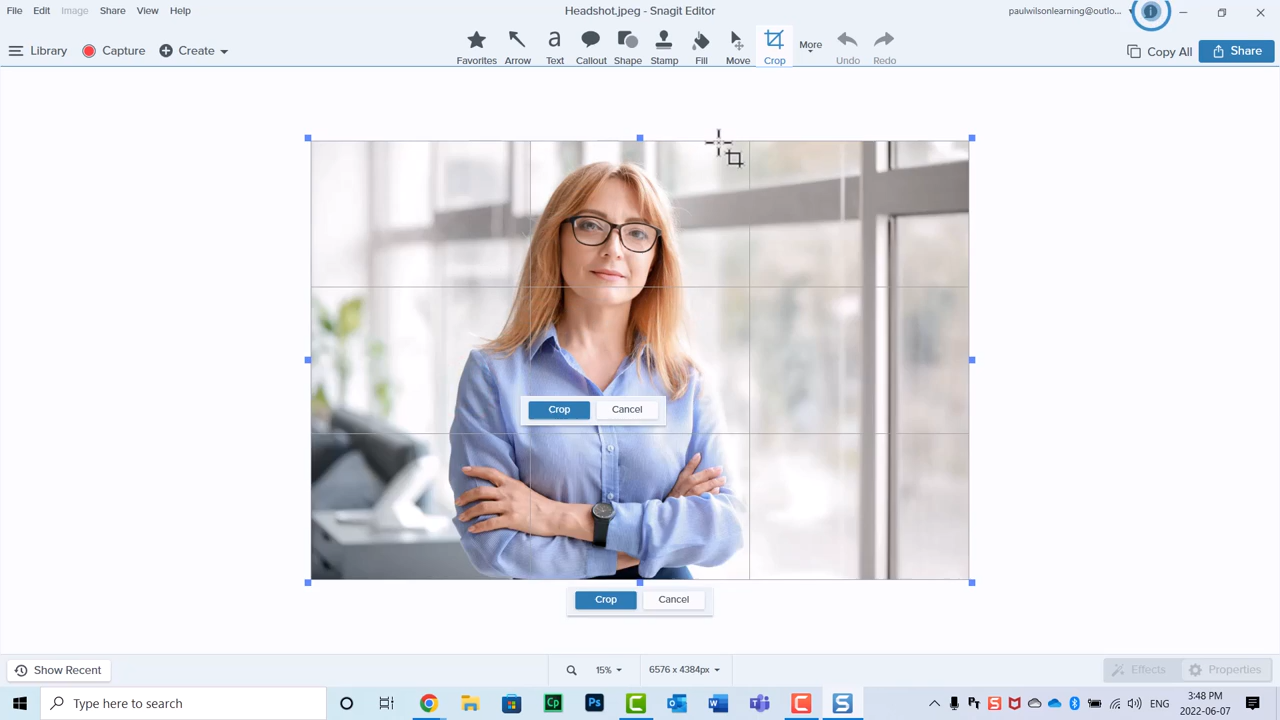 File Edit Image Share View Help
Headshot.jpeg - Snagit Editor
paulwilsonlearning@outlo...
Library Capture Create
Favorites Arrow Text Callout Shape Stamp Fill Move Crop More Undo Redo
Copy All Share
Crop Cancel
Crop Cancel
Show Recent
15% 6576 x 4384px
Effects Properties
Type here to search
ENG
3:48 PM
2022-06-07